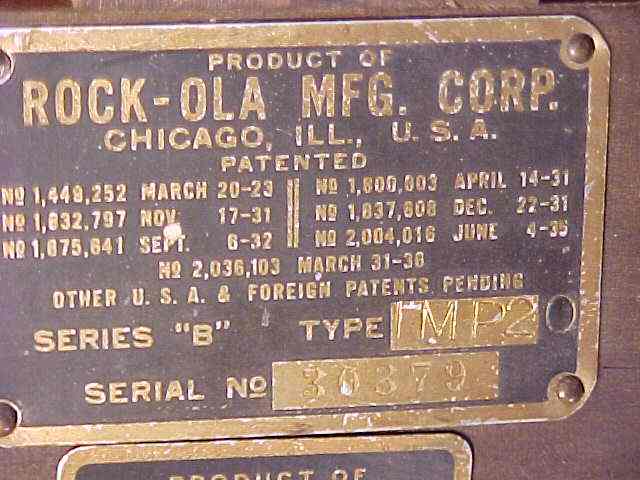 PRODUCT OF
ROCK-OLA MFG. CORP.
CHICAGO, ILL., U.S.A.
PATENTED
No 1,449,252 MARCH 20-23 No 1,800,003 APRIL 14-31
No 1,832,797 NOV. 17-31 No 1,837,608 DEC. 22-31
No 1,875,641 SEPT. 6-32 No 2,004,016 JUNE 4-35
No 2,036,103 MARCH 31-36
OTHER U.S.A. & FOREIGN PATENTS PENDING
SERIES "B" TYPE IMP2
SERIAL No 30379
PRODUCT OF